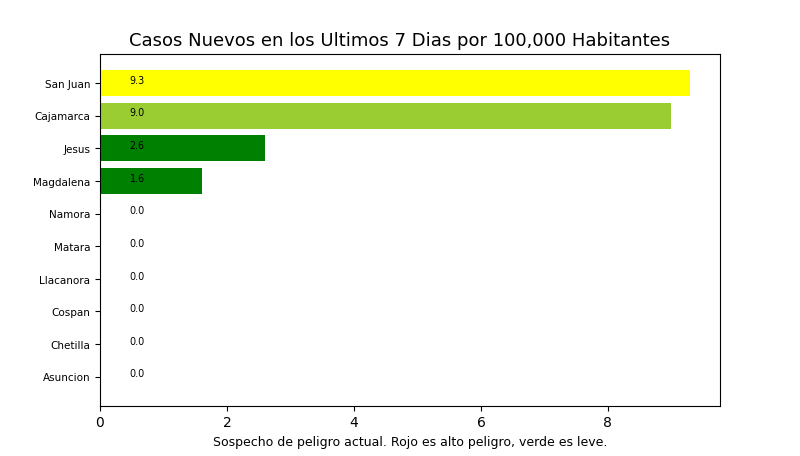 Casos Nuevos en los Ultimos 7 Dias por 100,000 Habitantes
San Juan 9.3
Cajamarca 9.0
Jesus 2.6
Magdalena 1.6
Namora 0.0
Matara 0.0
Llacanora 0.0
Cospan 0.0
Chetilla 0.0
Asuncion 0.0
0 2 4 6 8
Sospecho de peligro actual. Rojo es alto peligro, verde es leve.